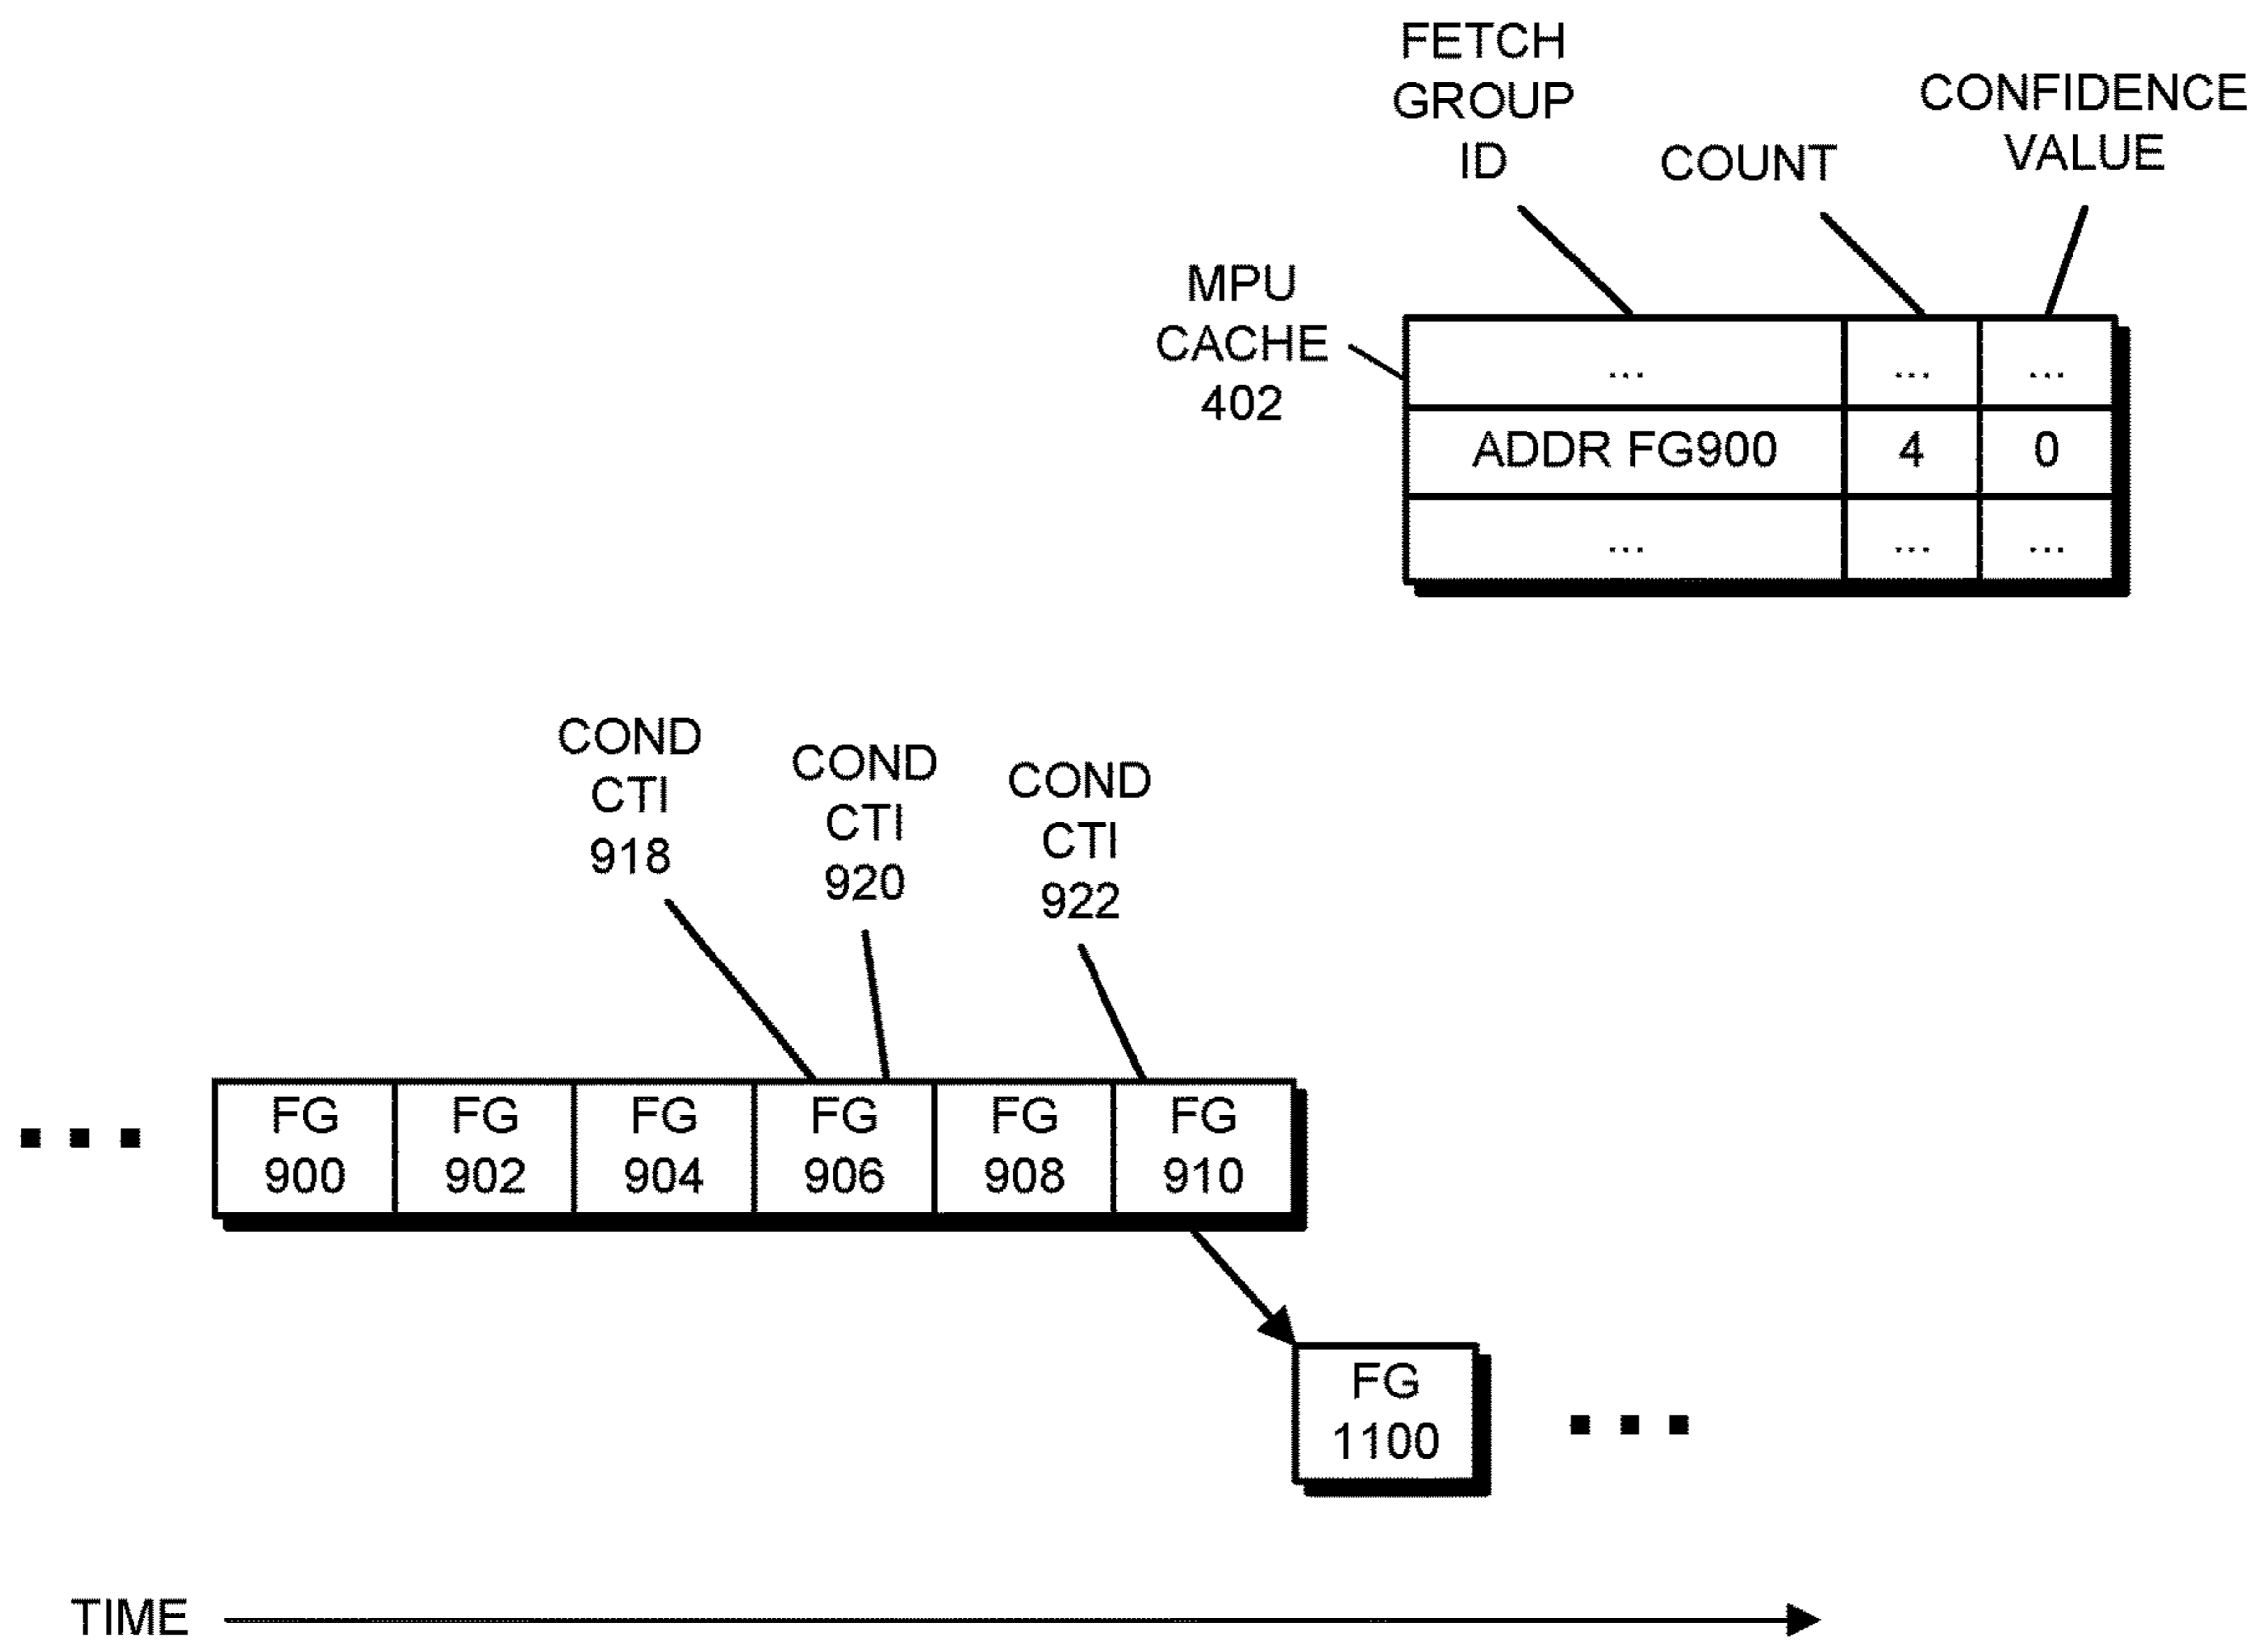 FETCH
GROUP
ID
COUNT
CONFIDENCE
VALUE
MPU
CACHE
402
... ... ...
ADDR FG900 4 0
... ... ...
COND
CTI
918
COND
CTI
920
COND
CTI
922
FG
900
FG
902
FG
904
FG
906
FG
908
FG
910
FG
1100
TIME